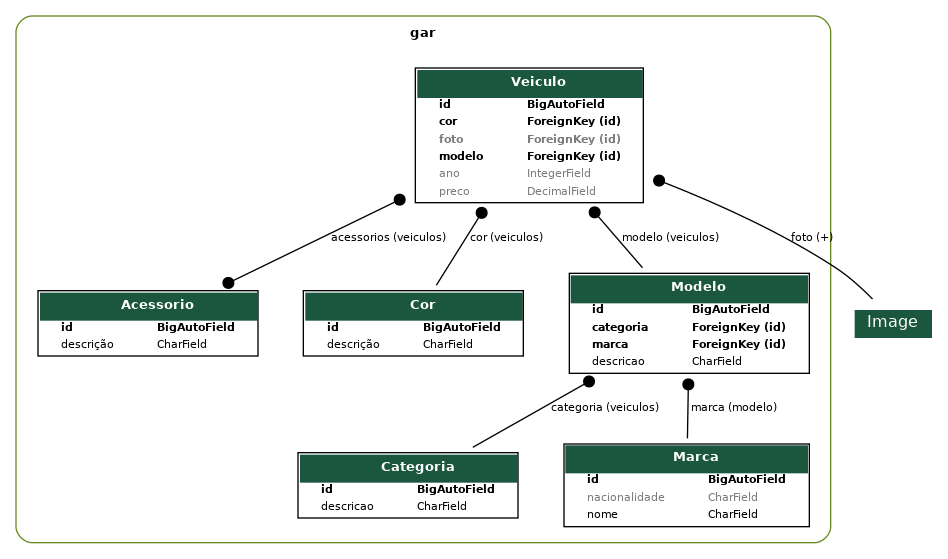 gar
Veiculo
id BigAutoField
cor ForeignKey (id)
foto ForeignKey (id)
modelo ForeignKey (id)
ano IntegerField
preco DecimalField
acessorios (veiculos)
cor (veiculos)
modelo (veiculos)
foto (+)
Acessorio
id BigAutoField
descrição CharField
Cor
id BigAutoField
descrição CharField
Modelo
id BigAutoField
categoria ForeignKey (id)
marca ForeignKey (id)
descricao CharField
Image
categoria (veiculos)
marca (modelo)
Categoria
id BigAutoField
descricao CharField
Marca
id BigAutoField
nacionalidade CharField
nome CharField